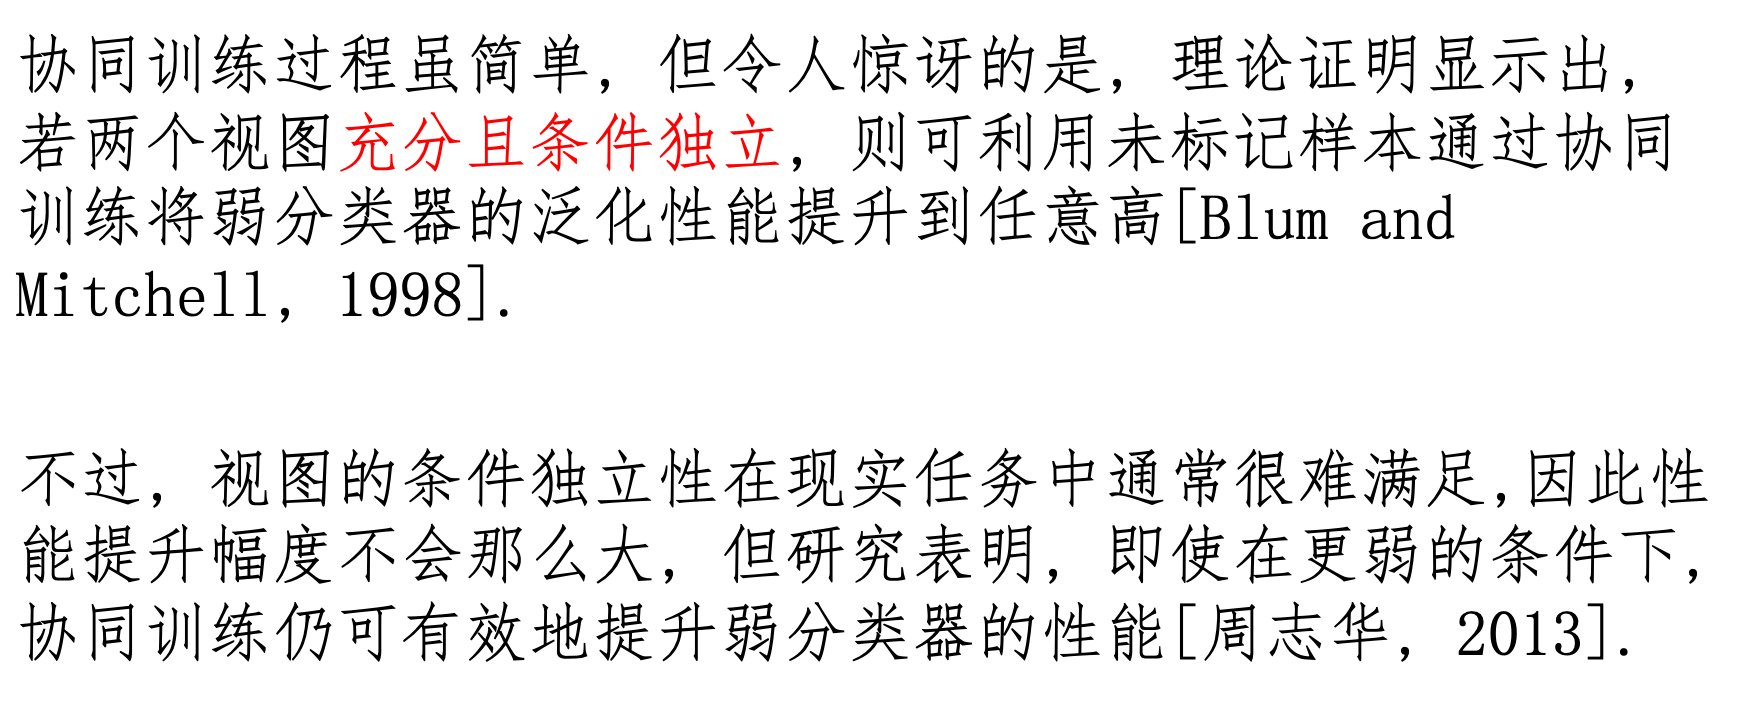 协同训练过程虽简单，但令人惊讶的是，理论证明显示出，
若两个视图充分且条件独立，则可利用未标记样本通过协同
训练将弱分类器的泛化性能提升到任意高[Blum and
Mitchell, 1998].
不过，视图的条件独立性在现实任务中通常很难满足,因此性
能提升幅度不会那么大，但研究表明，即使在更弱的条件下，
协同训练仍可有效地提升弱分类器的性能[周志华，2013].